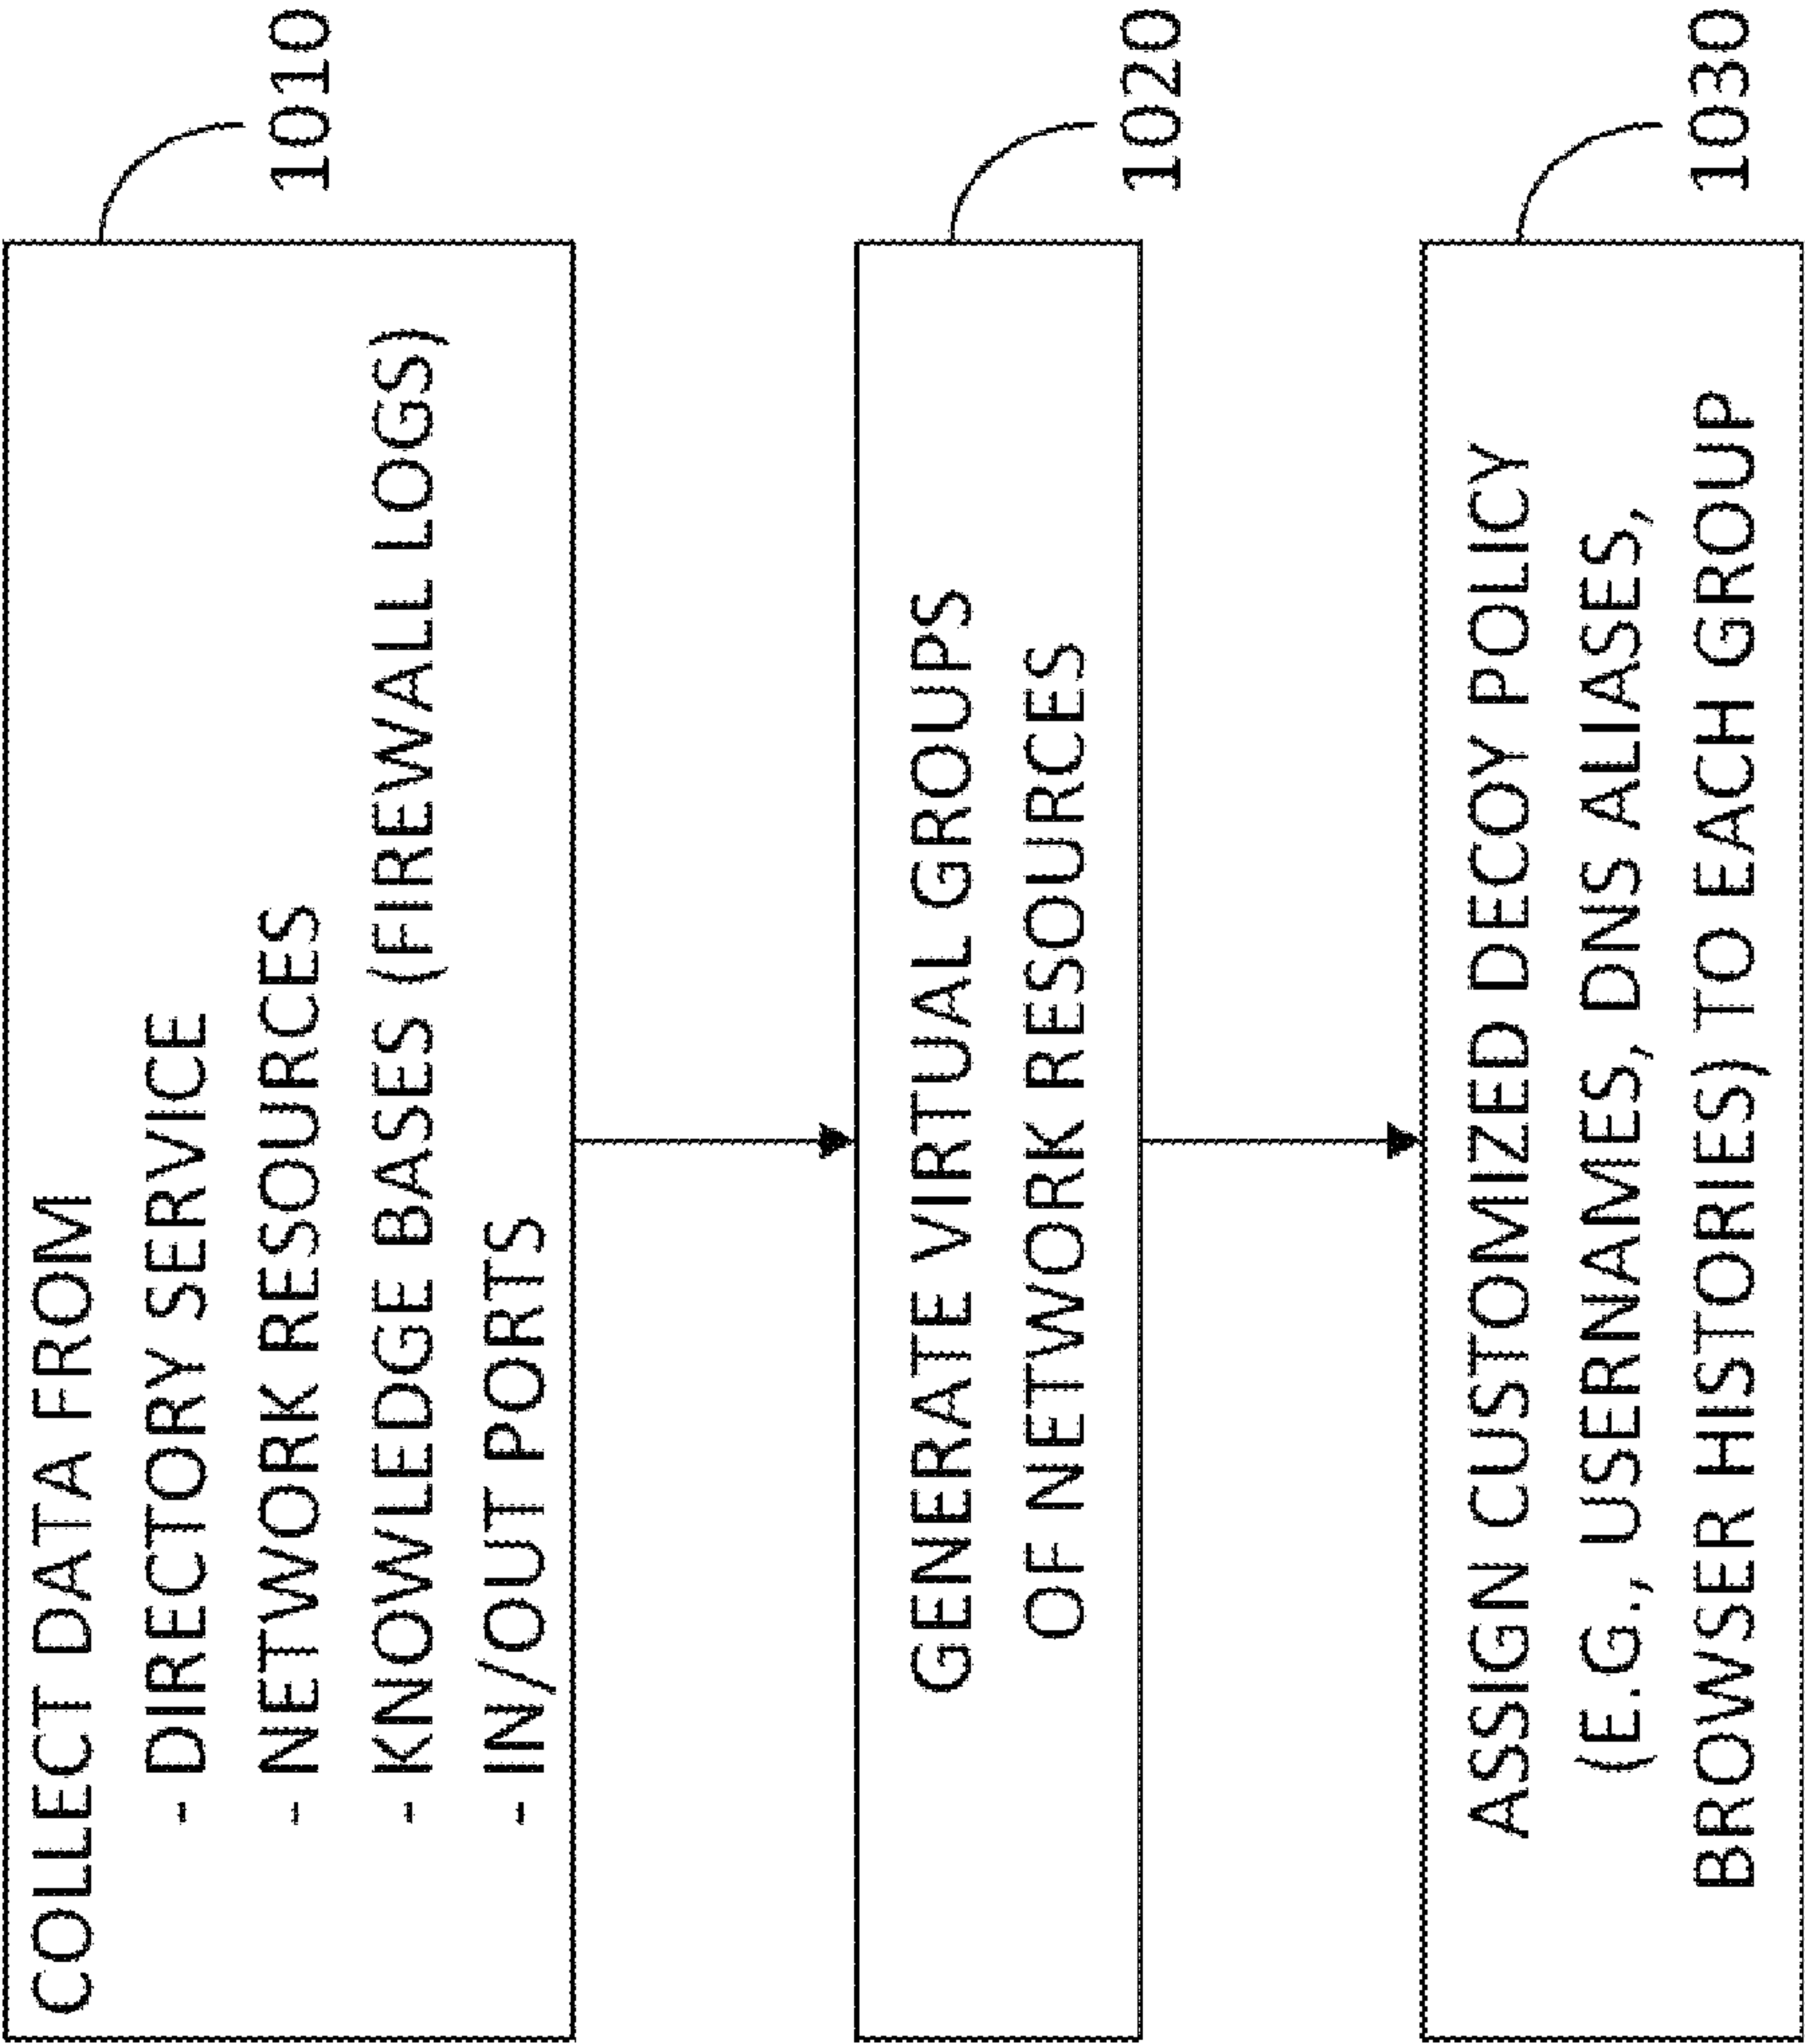 COLLECT DATA FROM
- DIRECTORY SERVICE
- NETWORK RESOURCES
- KNOWLEDGE BASES (FIREWALL LOGS)
- IN/OUT PORTS
1010
GENERATE VIRTUAL GROUPS
OF NETWORK RESOURCES
1020
ASSIGN CUSTOMIZED DECOY POLICY
(E.G., USERNAMES, DNS ALIASES,
BROWSER HISTORIES) TO EACH GROUP
1030